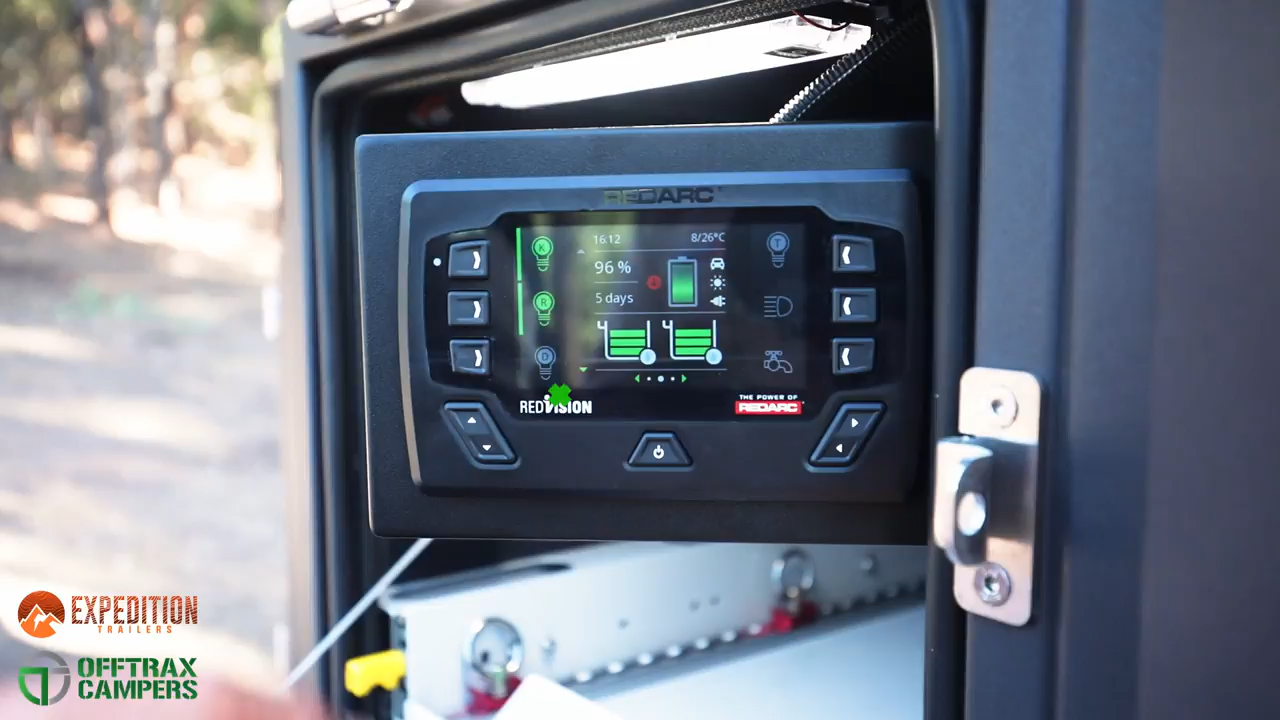 REDARC
16:12
8/26°C
K
T
96 %
5 days
R
D
REDVISION
THE POWER OF
REDARC
EXPEDITION
TRAILERS
OFFTRAX
CAMPERS